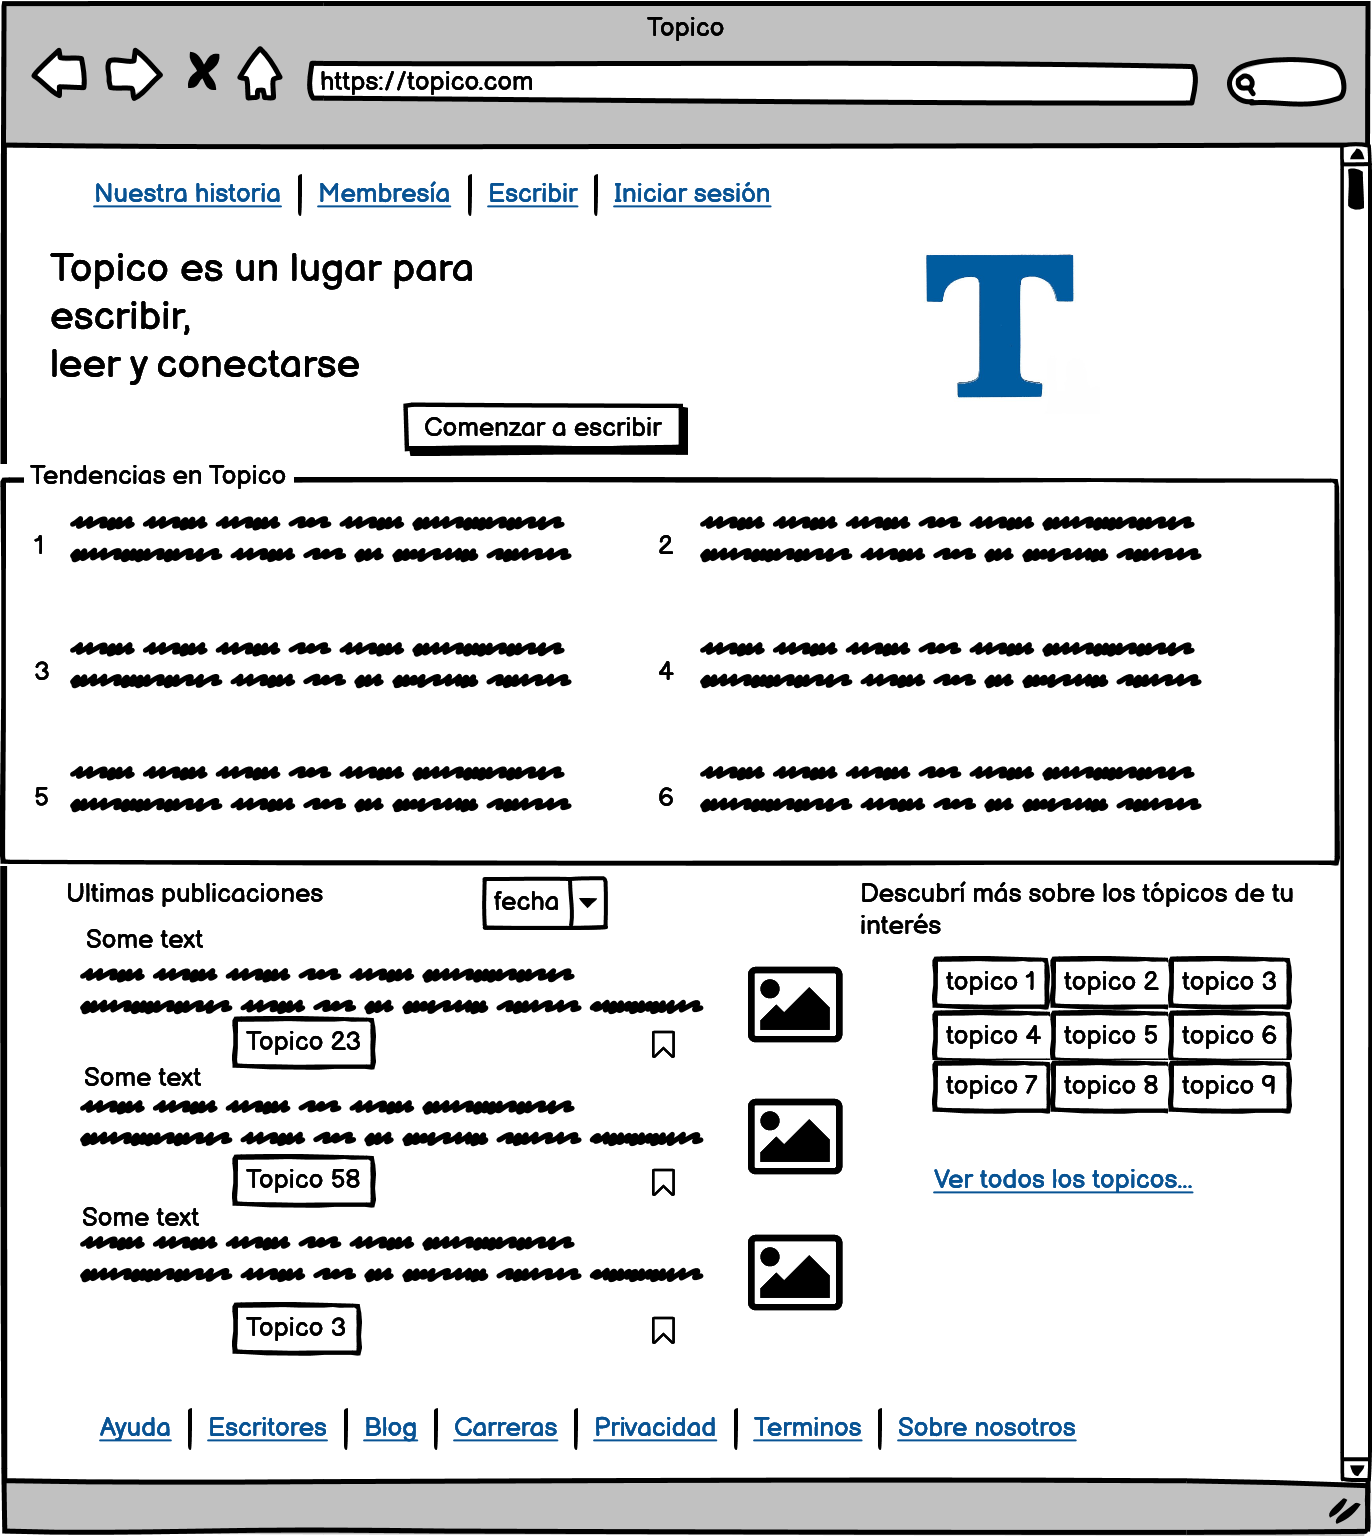 Topico
https://topico.com
Nuestra historia
Membresía
Escribir
Iniciar sesión
Topico es un lugar para
escribir,
leer y conectarse
T
Comenzar a escribir
Tendencias en Topico
1
2
3
4
5
6
Ultimas publicaciones
fecha
Some text
Topico 23
Some text
Topico 58
Some text
Topico 3
Descubrí más sobre los tópicos de tu
interés
topico 1
topico 2
topico 3
topico 4
topico 5
topico 6
topico 7
topico 8
topico 9
Ver todos los topicos...
Ayuda
Escritores
Blog
Carreras
Privacidad
Terminos
Sobre nosotros